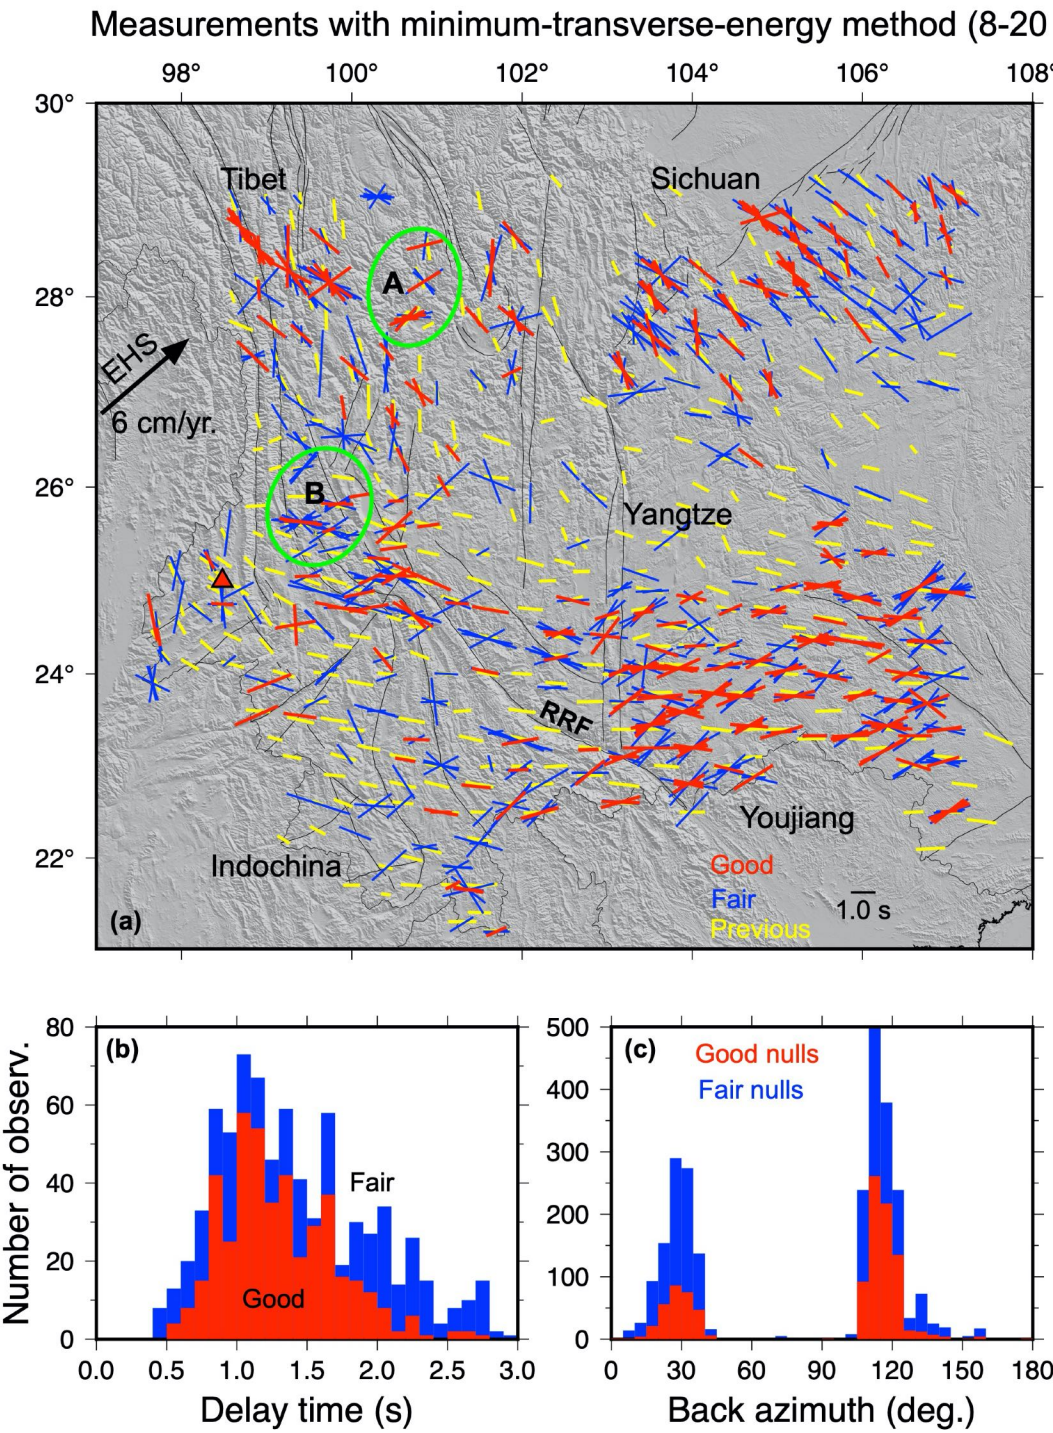 Measurements with minimum-transverse-energy method (8-20
98° 100° 102° 104° 106° 108°
30°
Tibet Sichuan
A
28°
EHS
6 cm/yr.
26°
B
Yangtze
24°
RRF
Youjiang
22°
Indochina
Good
Fair
1.0 s
Previous
(a)
80 (b)
60
40
20
0
Number of observ.
Fair
Good
0.0 0.5 1.0 1.5 2.0 2.5 3.0
Delay time (s)
500 (c)
400
300
200
100
0
Good nulls
Fair nulls
0 30 60 90 120 150 180
Back azimuth (deg.)